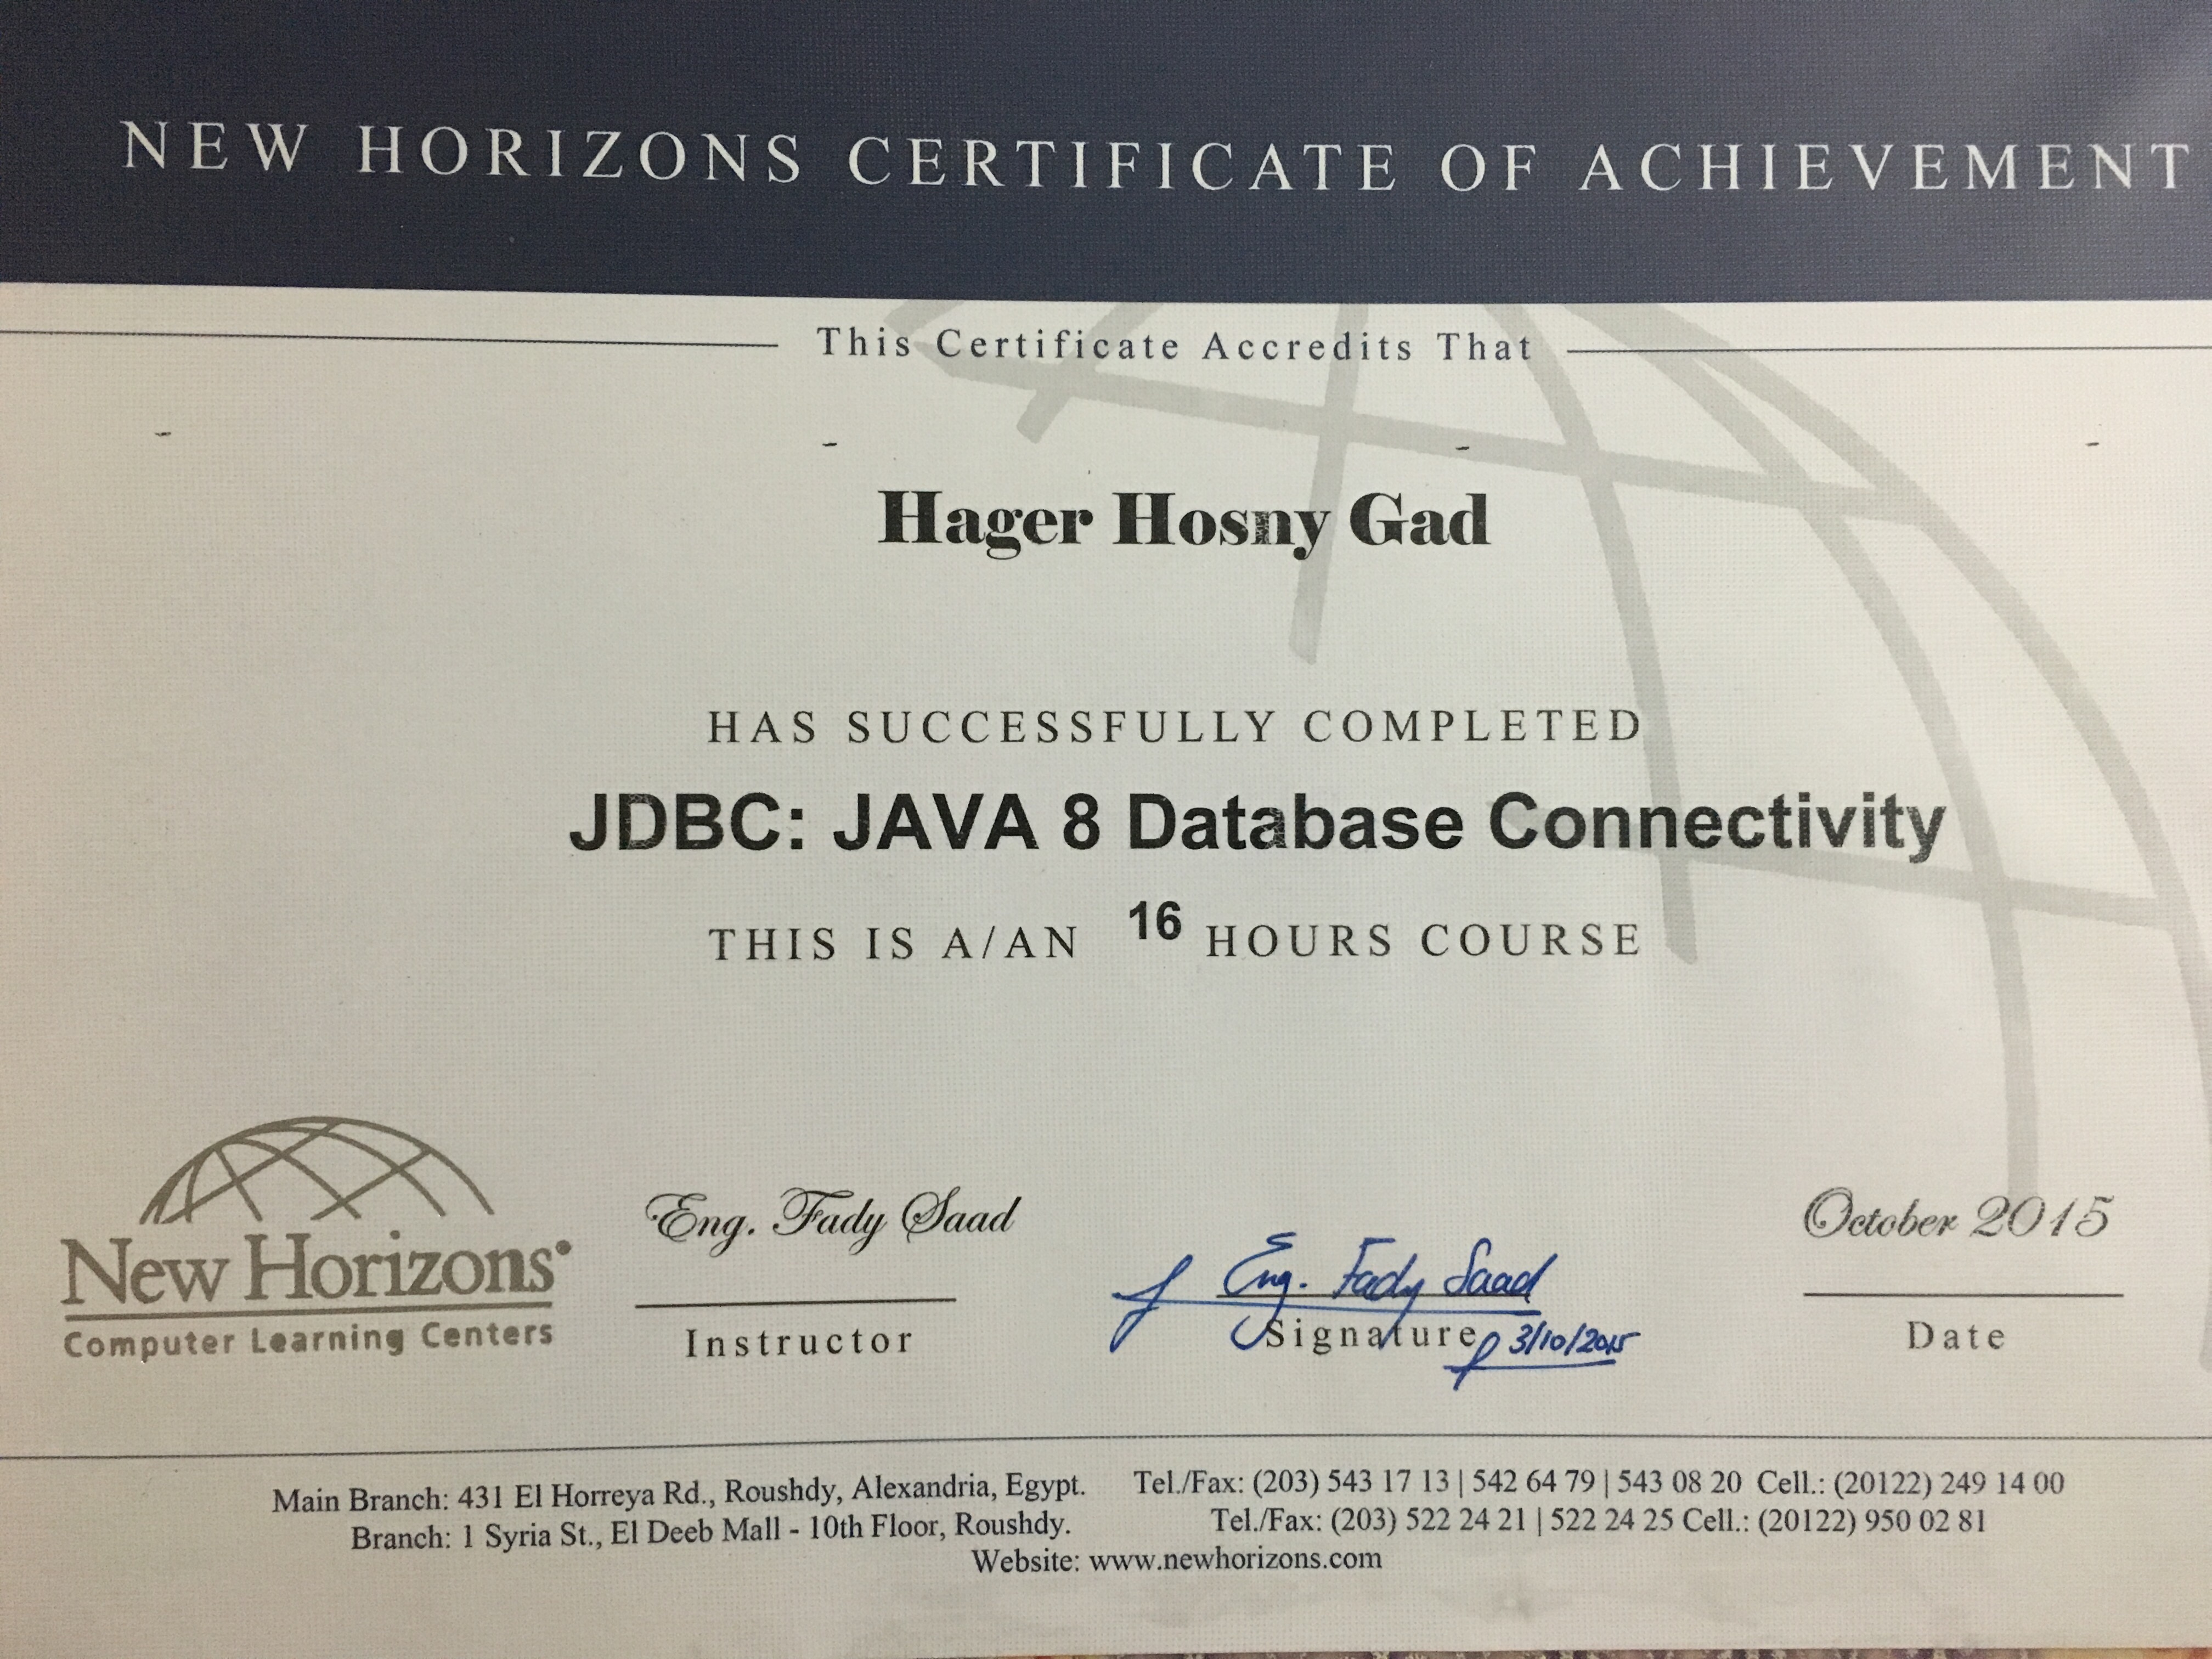 NEW HORIZONS CERTIFICATE OF ACHIEVEMENT
This Certificate Accredits That
Hager Hosny Gad
HAS SUCCESSFULLY COMPLETED
JDBC: JAVA 8 Database Connectivity
THIS IS A/AN 16 HOURS COURSE
New Horizons
Computer Learning Centers
Eng. Fady Saad
Instructor
Eng. Fady Saad
Signature
3/10/2015
October 2015
Date
Main Branch: 431 El Horreya Rd., Roushdy, Alexandria, Egypt. Tel./Fax: (203) 543 17 13 | 542 64 79 | 543 08 20 Cell.: (20122) 249 14 00
Branch: 1 Syria St., El Deeb Mall - 10th Floor, Roushdy. Tel./Fax: (203) 522 24 21 | 522 24 25 Cell.: (20122) 950 02 81
Website: www.newhorizons.com